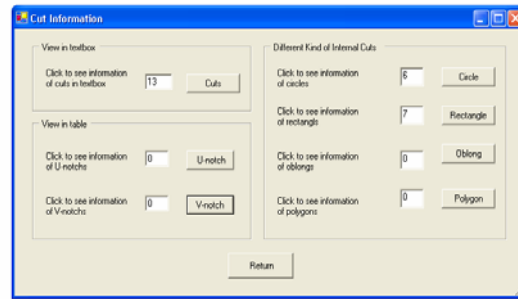 Cut Information
View in textbox
Click to see information
of cuts in textbox
13
Cuts
View in table
Click to see information
of U-notchs
0
U-notch
Click to see information
of V-notchs
0
V-notch
Different Kind of Internal Cuts
Click to see information
of circles
6
Circle
Click to see information
of rectangls
7
Rectangle
Click to see information
of oblongs
0
Oblong
Click to see information
of polygons
0
Polygon
Return